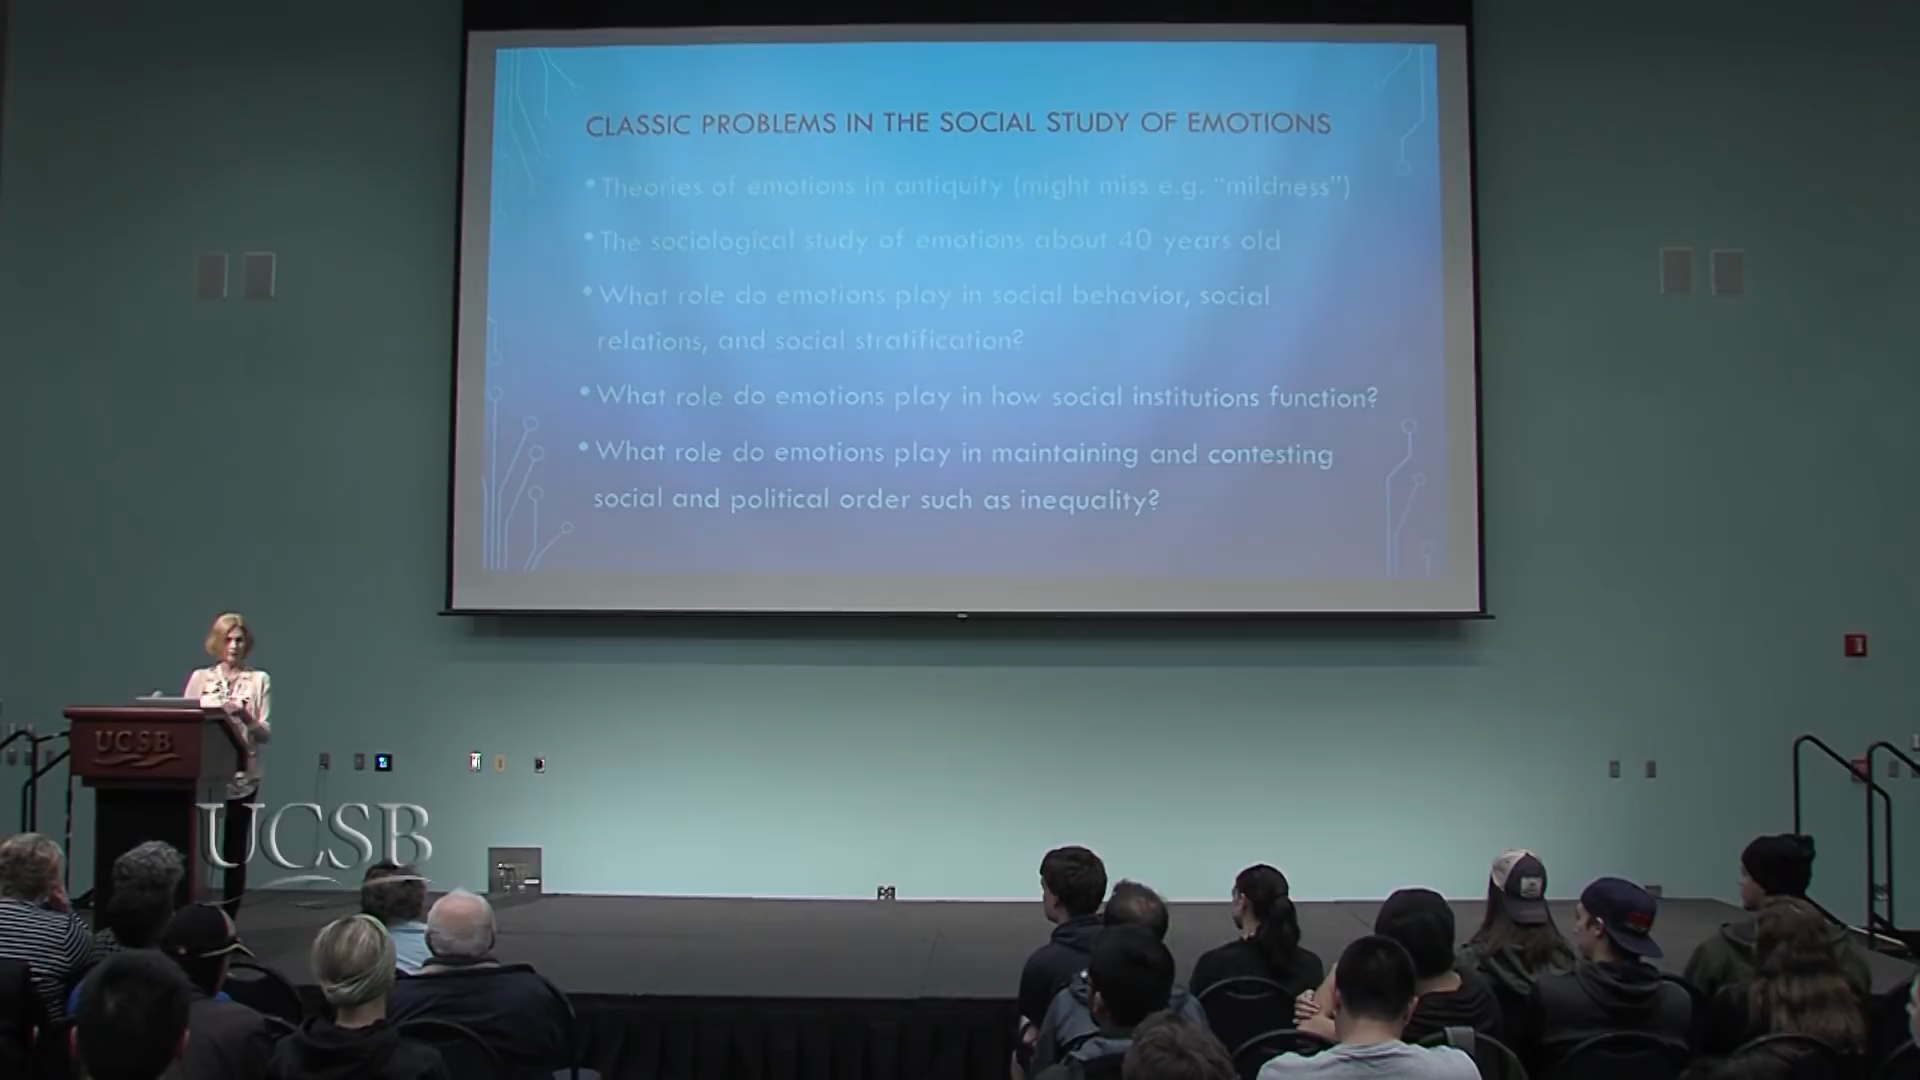 CLASSIC PROBLEMS IN THE SOCIAL STUDY OF EMOTIONS
• Theories of emotions in antiquity (might miss e.g. "mildness")
• The sociological study of emotions about 40 years old
• What role do emotions play in social behavior, social
relations, and social stratification?
• What role do emotions play in how social institutions function?
• What role do emotions play in maintaining and contesting
social and political order such as inequality?
UCSB
UCSB